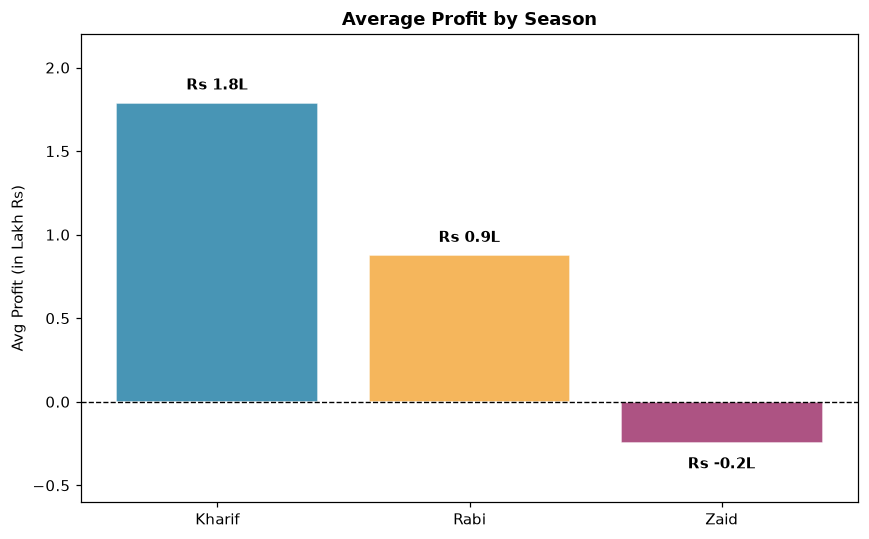 Average Profit by Season
Avg Profit (in Lakh Rs)
2.0
1.5
1.0
0.5
0.0
−0.5
Rs 1.8L
Rs 0.9L
Rs -0.2L
Kharif
Rabi
Zaid